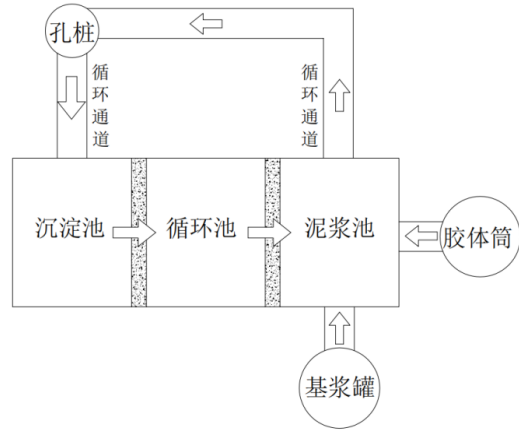 孔桩
循环通道
循环通道
沉淀池
循环池
泥浆池
胶体筒
基浆罐